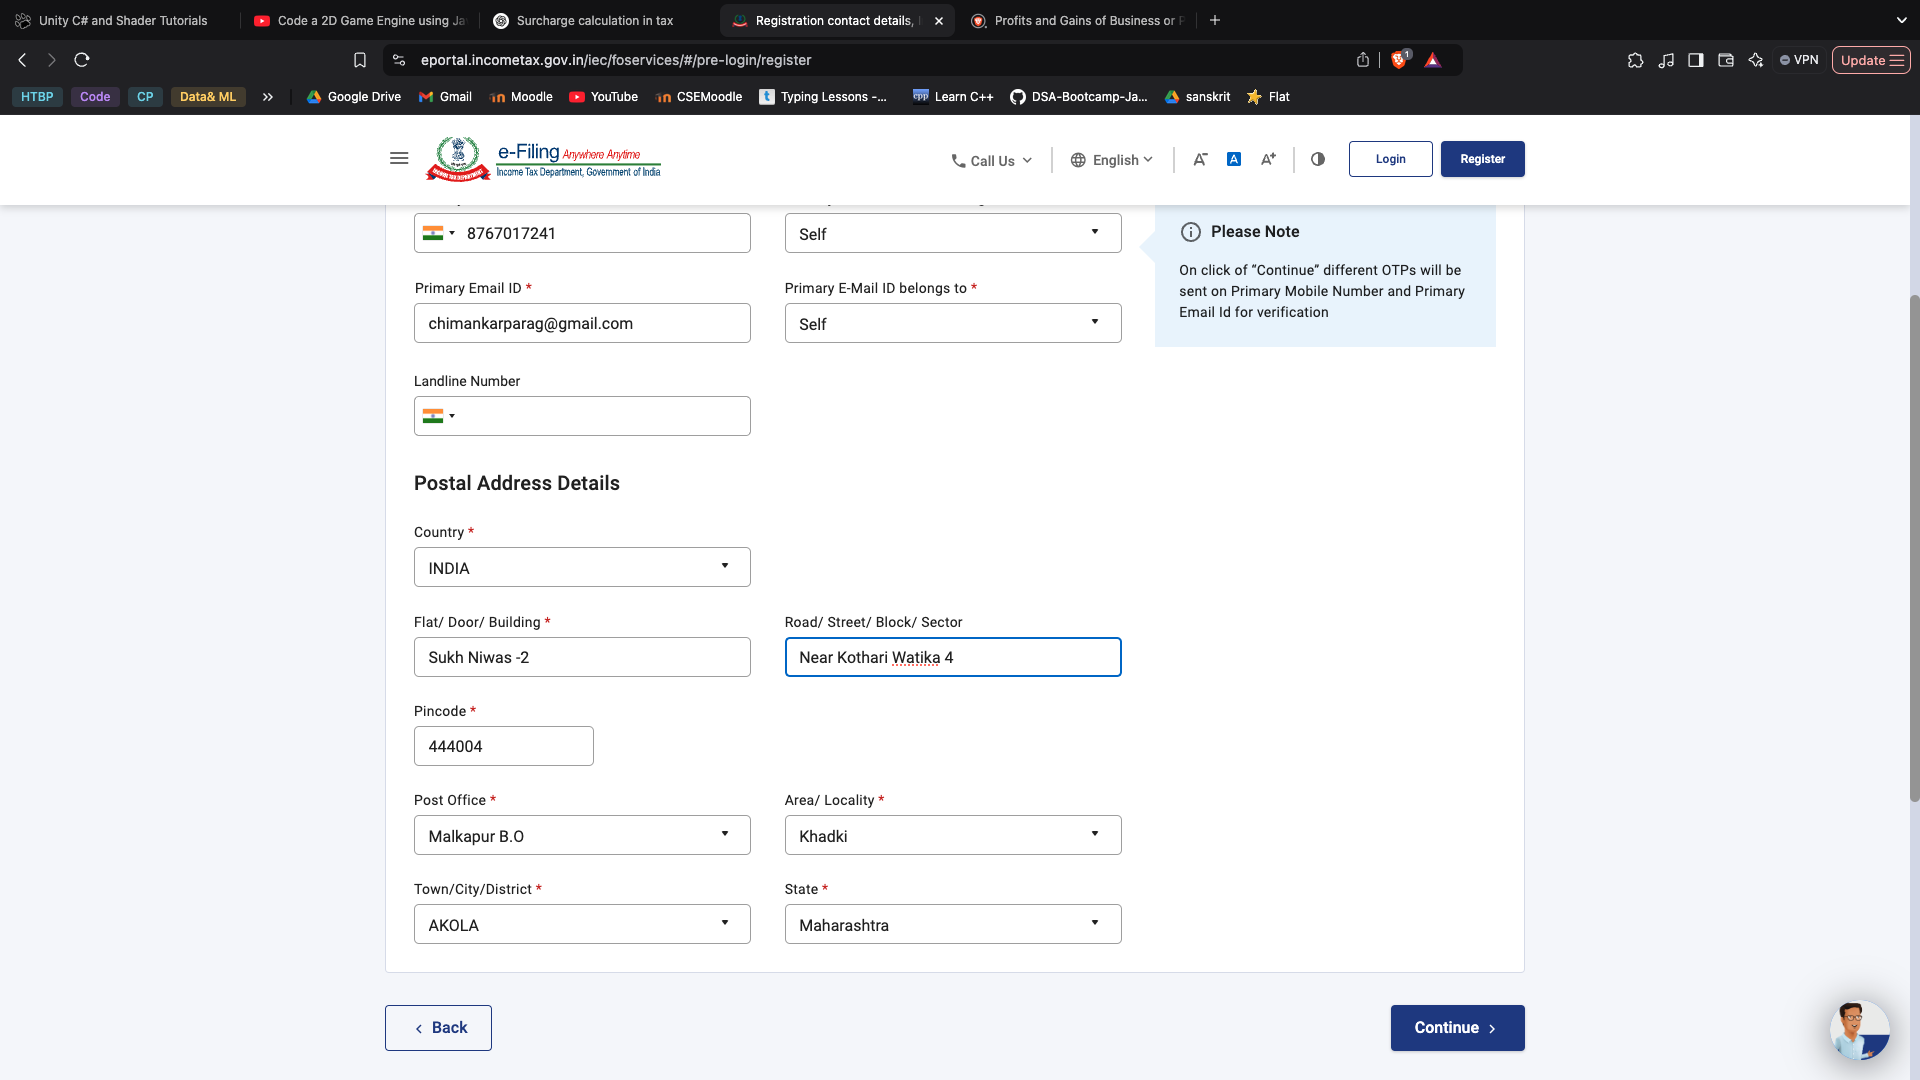 Unity C# and Shader Tutorials
Code a 2D Game Engine using Ja
Surcharge calculation in tax
Registration contact details,
Profits and Gains of Business or P
eportal.incometax.gov.in/iec/foservices/#/pre-login/register
1
VPN
Update
HTBP
Code
CP
Data& ML
Google Drive
Gmail
Moodle
YouTube
CSEMoodle
Typing Lessons -...
Learn C++
DSA-Bootcamp-Ja...
sanskrit
Flat
e-Filing Anywhere Anytime
Income Tax Department, Government of India
INCOME TAX DEPARTMENT
Call Us
English
A-
A
A+
Login
Register
8767017241
Self
Please Note
On click of “Continue” different OTPs will be
sent on Primary Mobile Number and Primary
Email Id for verification
Primary Email ID *
Primary E-Mail ID belongs to *
chimankarparag@gmail.com
Self
Landline Number
Postal Address Details
Country *
INDIA
Flat/ Door/ Building *
Road/ Street/ Block/ Sector
Sukh Niwas -2
Near Kothari Watika 4
Pincode *
444004
Post Office *
Area/ Locality *
Malkapur B.O
Khadki
Town/City/District *
State *
AKOLA
Maharashtra
Back
Continue